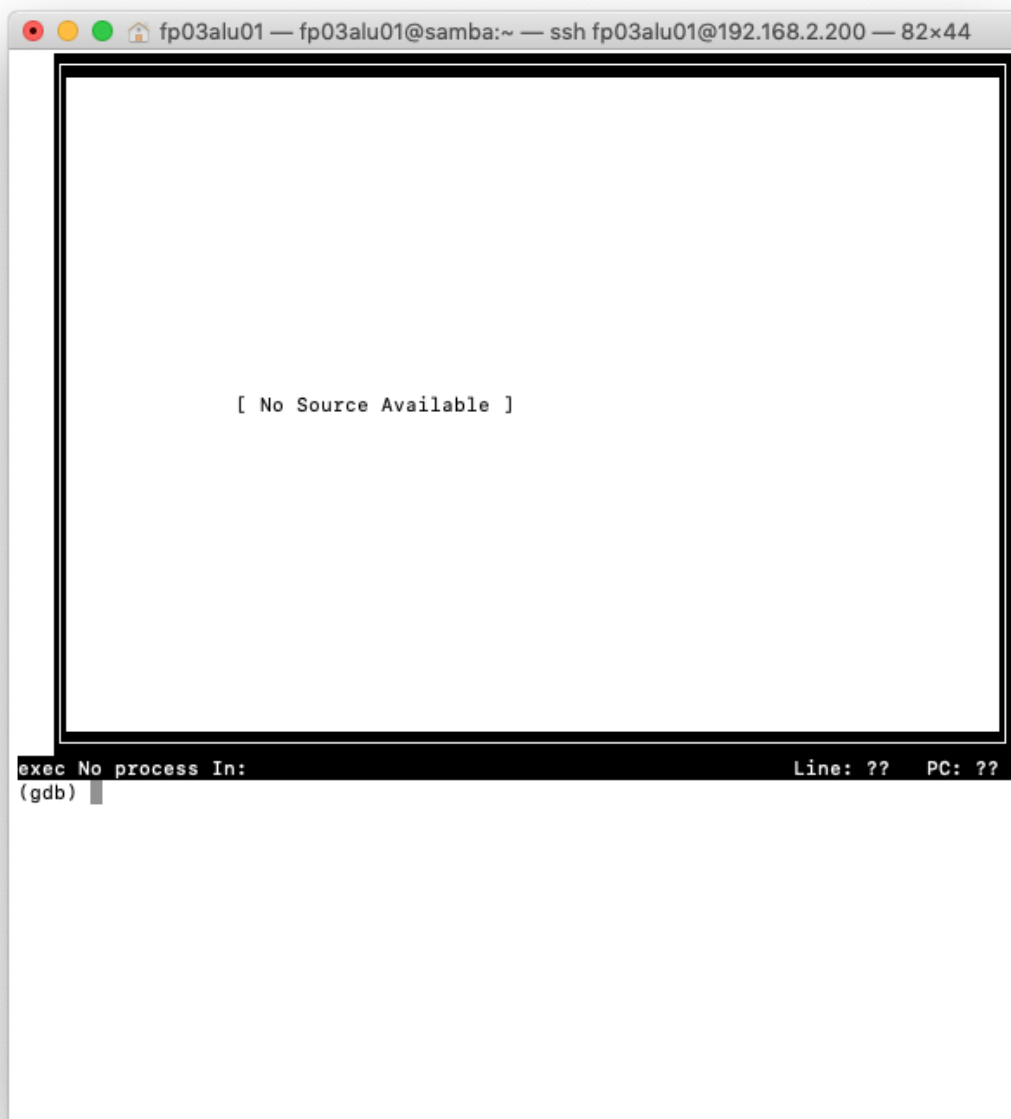 fp03alu01 — fp03alu01@samba:~ — ssh fp03alu01@192.168.2.200 — 82×44
[ No Source Available ]
exec No process In: Line: ?? PC: ??
(gdb)